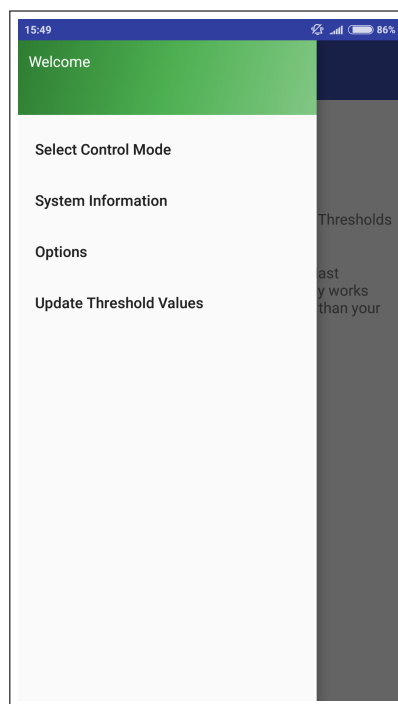 15:49 86%
Welcome
Select Control Mode
System Information
Thresholds
Options
ast
y works
than your
Update Threshold Values